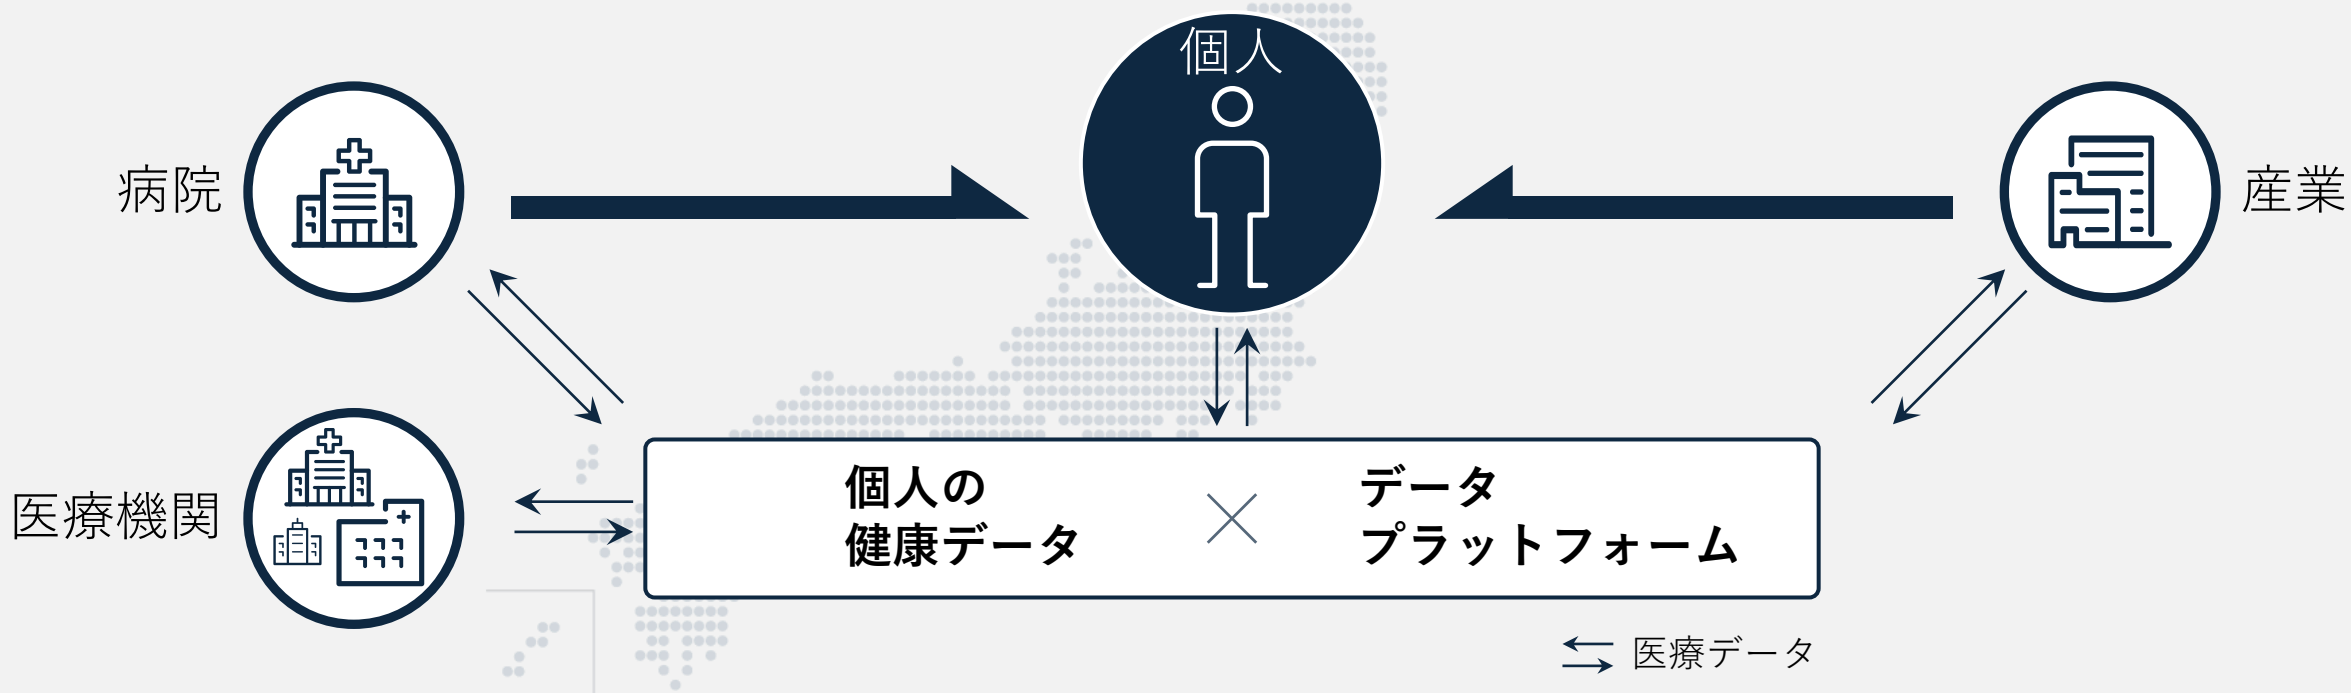 個人
病院
産業
医療機関
個人の
健康データ
×
データ
プラットフォーム
医療データ